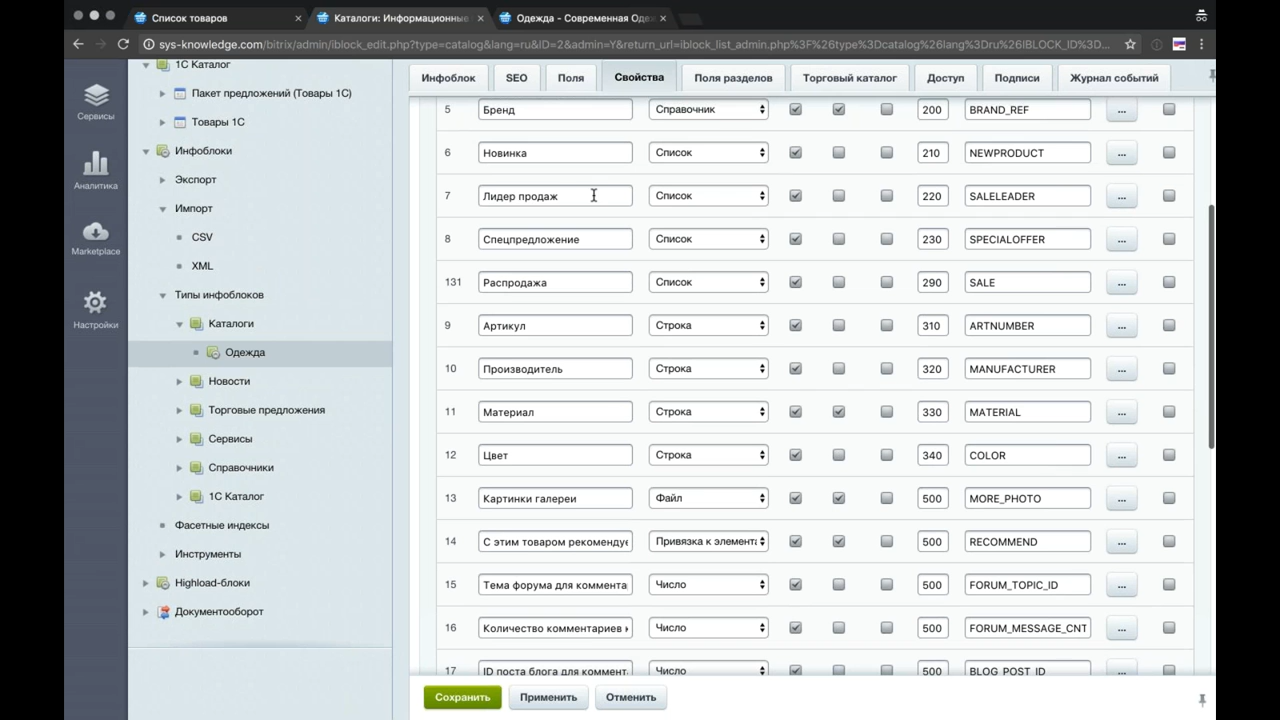 Список товаров
Каталоги: Информационные
Одежда - Современная Одеж
sys-knowledge.com/bitrix/admin/iblock_edit.php?type=catalog&lang=ru&ID=2&admin=Y&return_url=iblock_list_admin.php%3F%26type%3Dcatalog%26lang%3Dru%26IBLOCK_ID%3D...
Сервисы
Аналитика
Marketplace
Настройки
1С Каталог
Пакет предложений (Товары 1С)
Товары 1С
Инфоблоки
Экспорт
Импорт
CSV
XML
Типы инфоблоков
Каталоги
Одежда
Новости
Торговые предложения
Сервисы
Справочники
1С Каталог
Фасетные индексы
Инструменты
Highload-блоки
Документооборот
Инфоблок SEO Поля Свойства Поля разделов Торговый каталог Доступ Подписи Журнал событий
5 Бренд Справочник 200 BRAND_REF ...
6 Новинка Список 210 NEWPRODUCT ...
7 Лидер продаж Список 220 SALELEADER ...
8 Спецпредложение Список 230 SPECIALOFFER ...
131 Распродажа Список 290 SALE ...
9 Артикул Строка 310 ARTNUMBER ...
10 Производитель Строка 320 MANUFACTURER ...
11 Материал Строка 330 MATERIAL ...
12 Цвет Строка 340 COLOR ...
13 Картинки галереи Файл 500 MORE_PHOTO ...
14 С этим товаром рекомендуе Привязка к элемента 500 RECOMMEND ...
15 Тема форума для коммента Число 500 FORUM_TOPIC_ID ...
16 Количество комментариев Число 500 FORUM_MESSAGE_CNT ...
17 ID поста блога для коммент Число 500 BLOG_POST_ID ...
Сохранить Применить Отменить